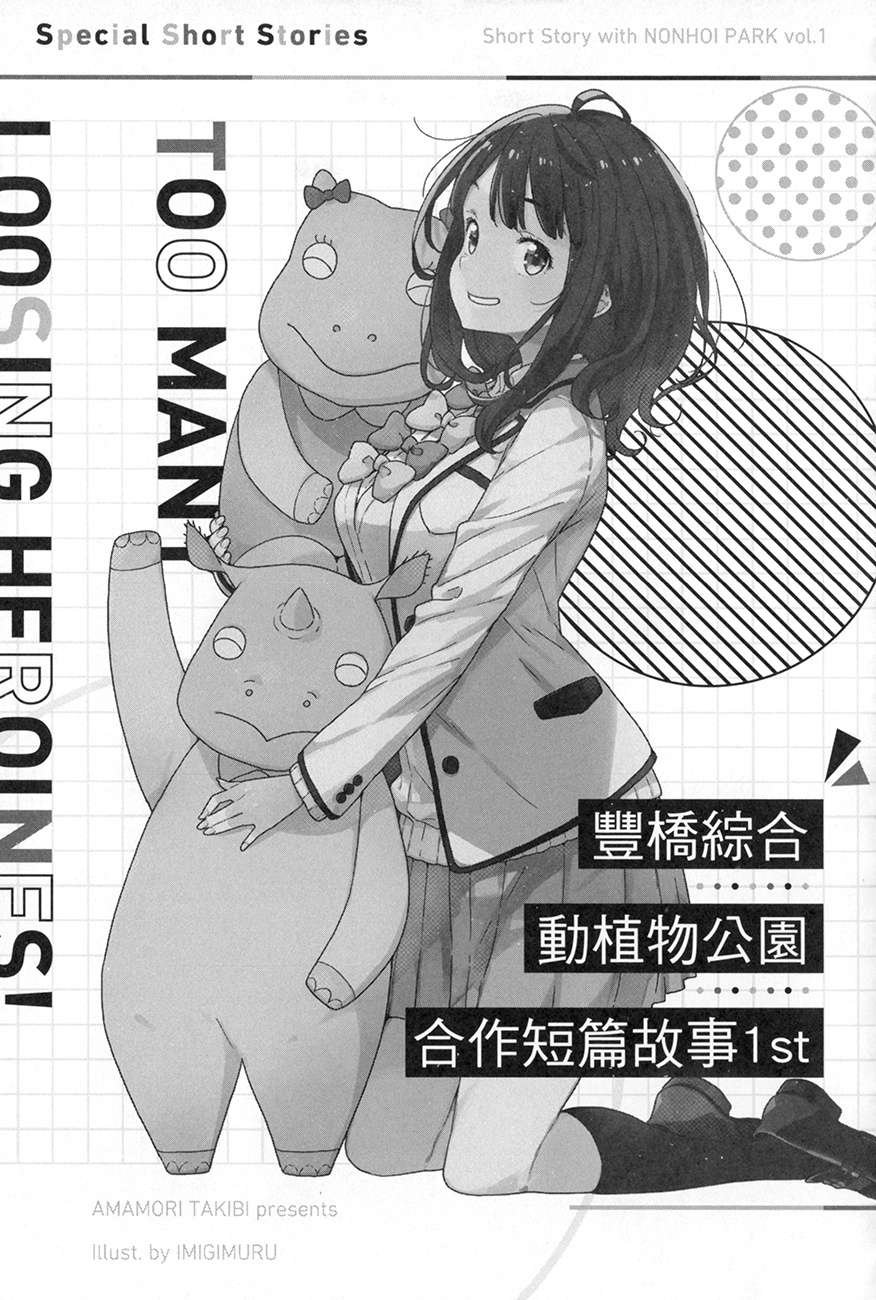 Special Short Stories
Short Story with NONHOI PARK vol.1
TOO MANY
LOOSING HEROINES!
豐橋綜合
動植物公園
合作短篇故事1st
AMAMORI TAKIBI presents
Illust. by IMIGIMURU